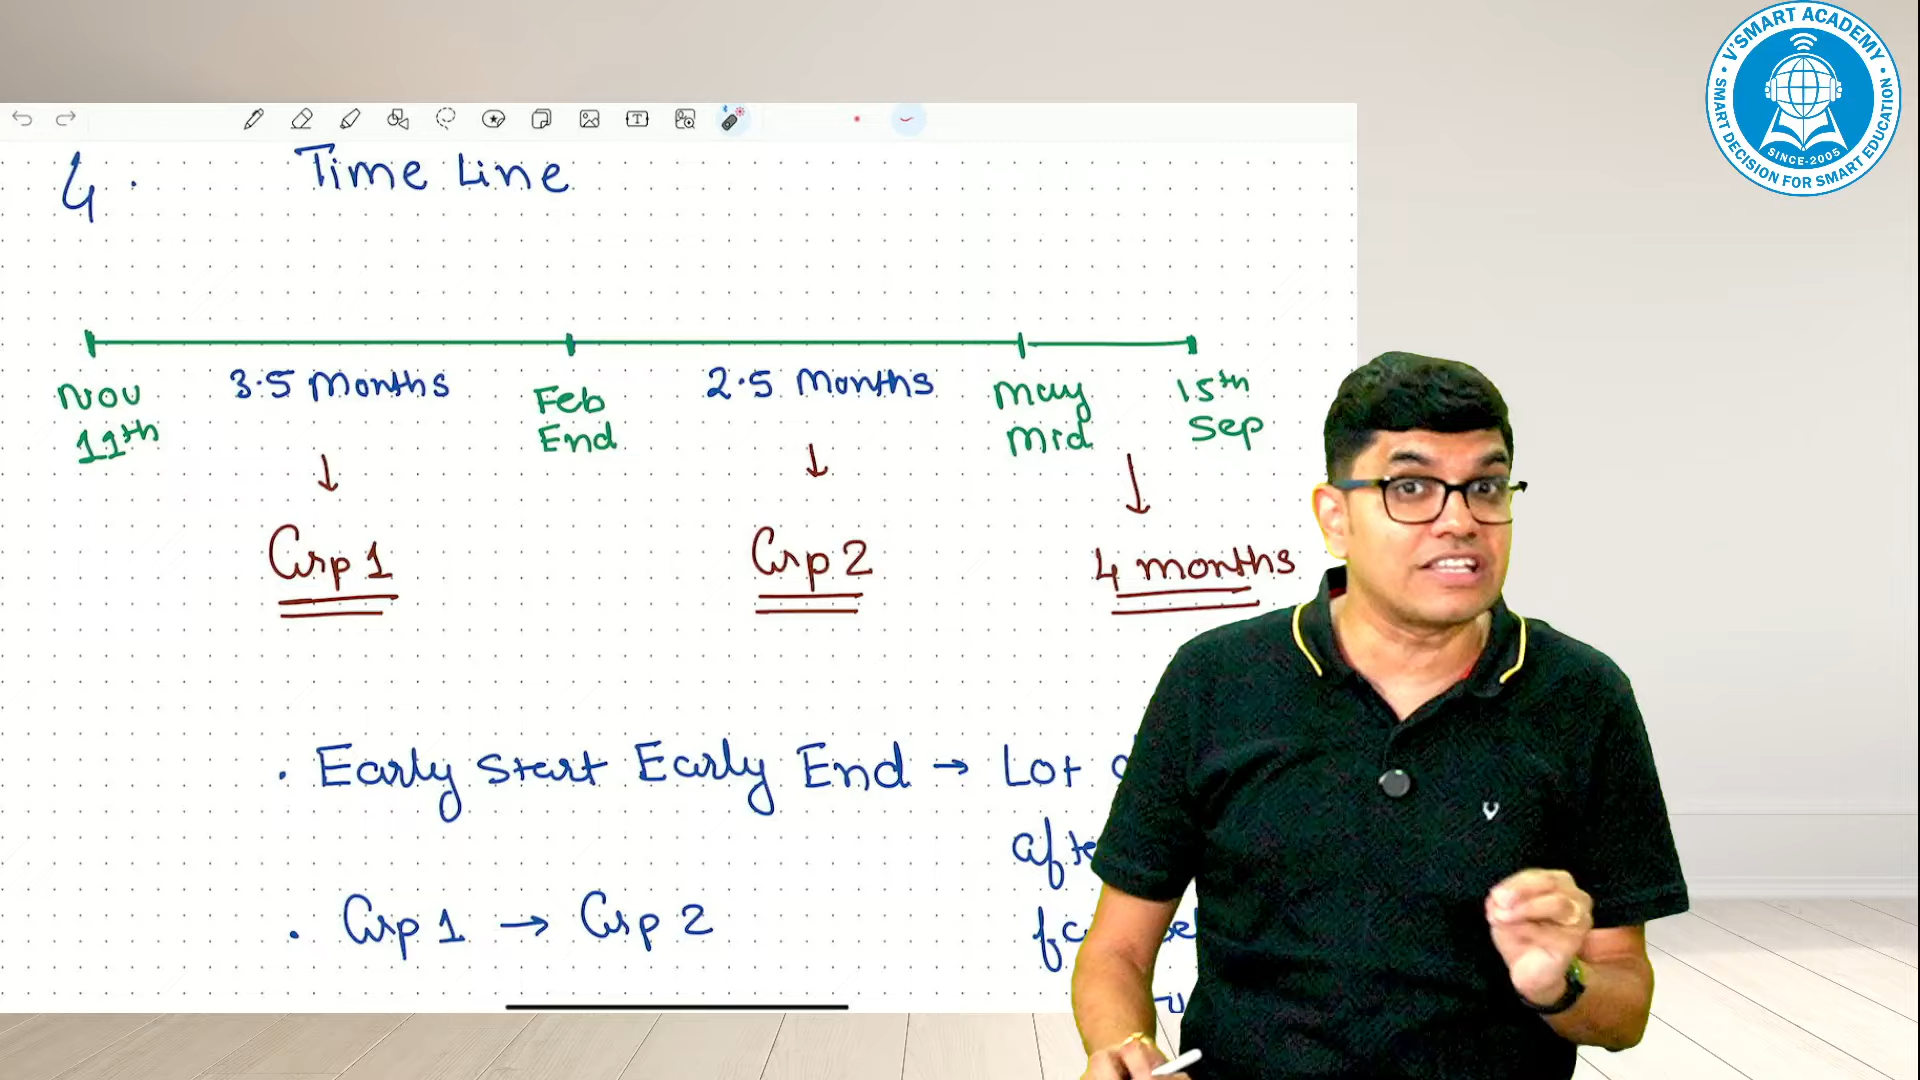 V'SMART ACADEMY
SMART DECISION FOR SMART EDUCATION
SINCE-2005
4. Time Line
Nov 11th
3.5 Months
Feb End
2.5 Months
May Mid
15th Sep
Grp 1
Grp 2
4 months
. Early Start Early End → Lot
afte
. Grp 1 → Grp 2